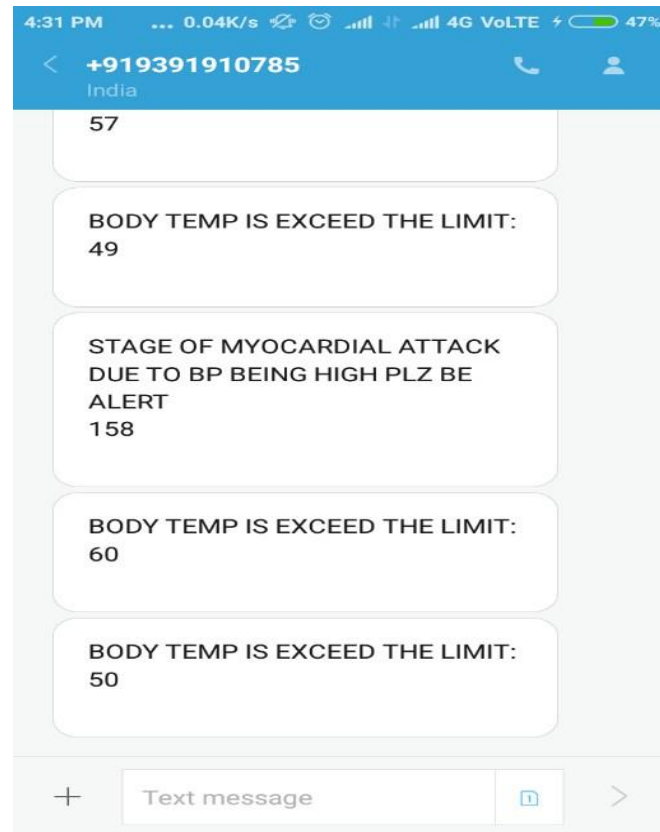 4:31 PM ... 0.04K/s 4G VoLTE 47%
+919391910785
India
57
BODY TEMP IS EXCEED THE LIMIT:
49
STAGE OF MYOCARDIAL ATTACK
DUE TO BP BEING HIGH PLZ BE
ALERT
158
BODY TEMP IS EXCEED THE LIMIT:
60
BODY TEMP IS EXCEED THE LIMIT:
50
Text message
1